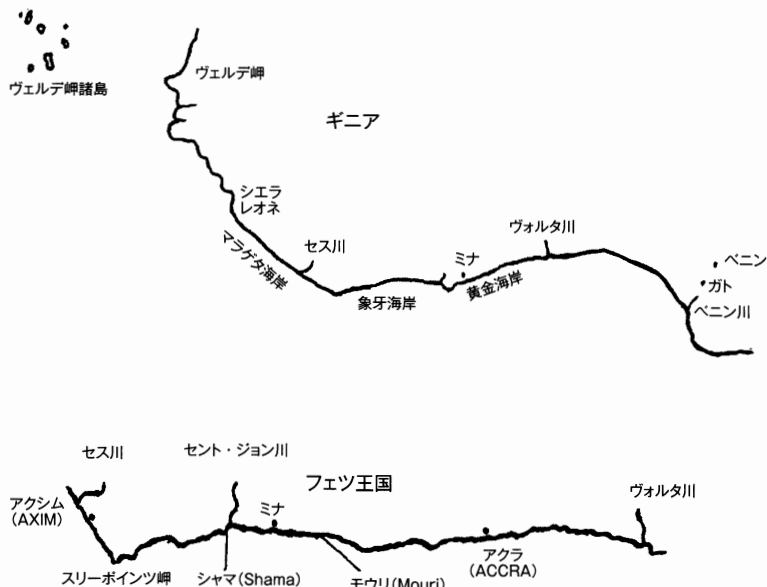 ヴェルデ岬諸島
ヴェルデ岬
ギニア
シエラ
レオネ
マラゲタ海岸
セス川
象牙海岸
ミナ
黄金海岸
ヴォルタ川
ベニン
ガト
ベニン川
セス川
セント・ジョン川
フェツ王国
ヴォルタ川
アクシム
(AXIM)
ミナ
スリーポインツ岬
シャマ(Shama)
モウリ(Mouri)
アクラ
(ACCRA)